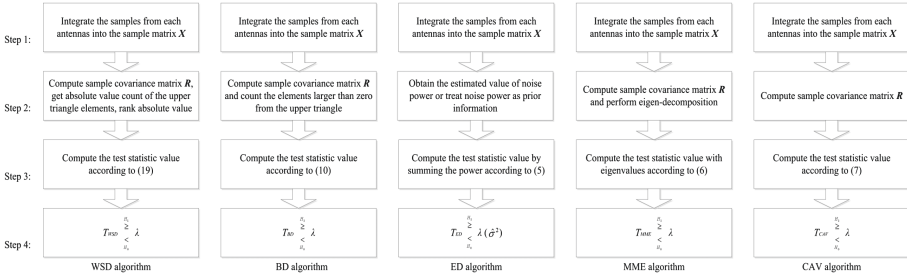 Step 1:
Integrate the samples from each
antennas into the sample matrix X
Integrate the samples from each
antennas into the sample matrix X
Integrate the samples from each
antennas into the sample matrix X
Integrate the samples from each
antennas into the sample matrix X
Integrate the samples from each
antennas into the sample matrix X
Step 2:
Compute sample covariance matrix R,
get absolute value count of the upper
triangle elements, rank absolute value
Compute sample covariance matrix R
and count the elements larger than zero
from the upper triangle
Obtain the estimated value of noise
power or treat noise power as prior
information
Compute sample covariance matrix R
and perform eigen-decomposition
Compute sample covariance matrix R
Step 3:
Compute the test statistic value
according to (19)
Compute the test statistic value
according to (10)
Compute the test statistic value by
summing the power according to (5)
Compute the test statistic value with
eigenvalues according to (6)
Compute the test statistic value
according to (7)
Step 4:
T_WSD ≥ < λ
T_BD ≥ < λ
T_ED ≥ < λ (σ̂²)
T_MME ≥ < λ
T_CAV ≥ < λ
WSD algorithm
BD algorithm
ED algorithm
MME algorithm
CAV algorithm